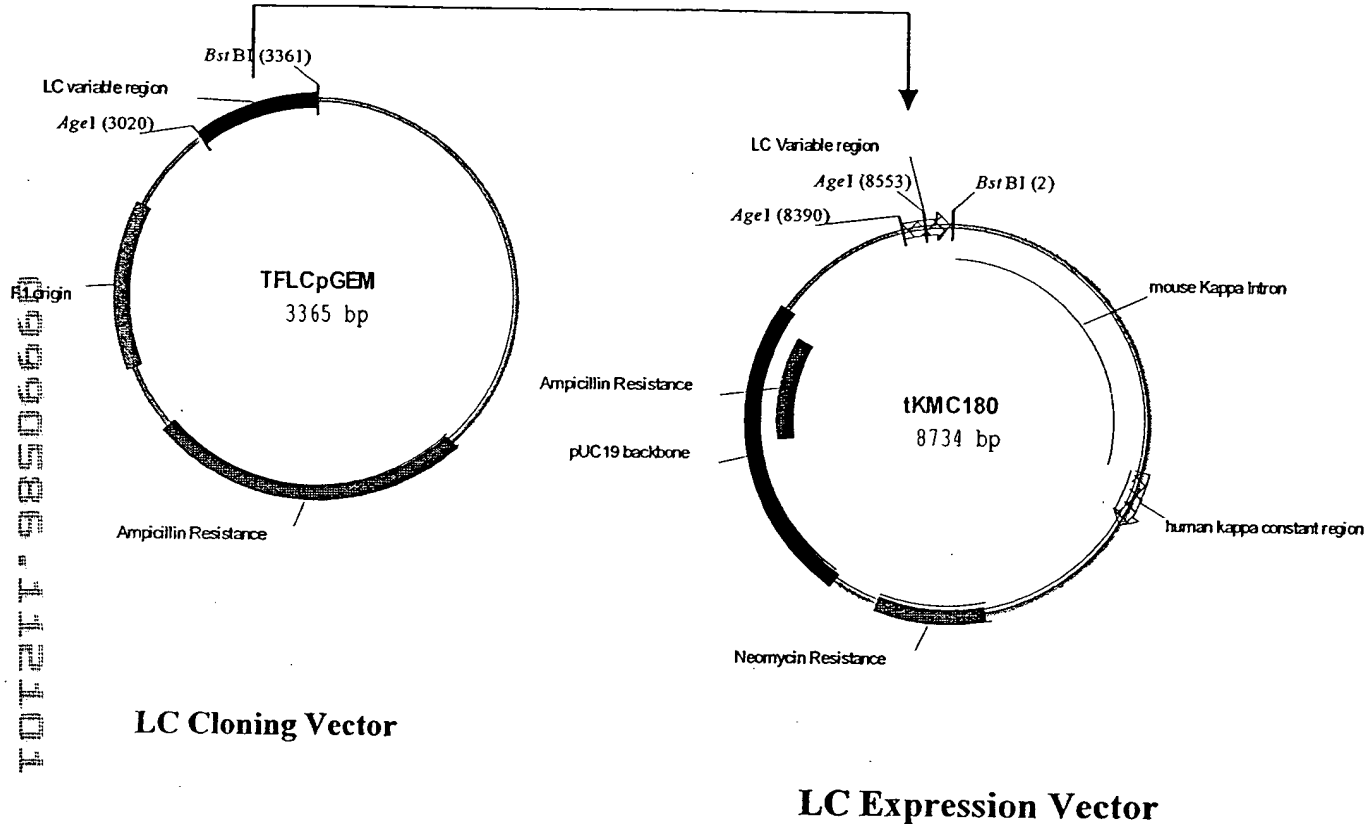 BstBI (3361)
LC variable region
AgeI (3020)
TFLCpGEM
3365 bp
F1 origin
Ampicillin Resistance
LC Cloning Vector
LC Variable region
AgeI (8553)
BstBI (2)
AgeI (8390)
mouse Kappa Intron
Ampicillin Resistance
tKMC180
8734 bp
pUC19 backbone
human kappa constant region
Neomycin Resistance
LC Expression Vector